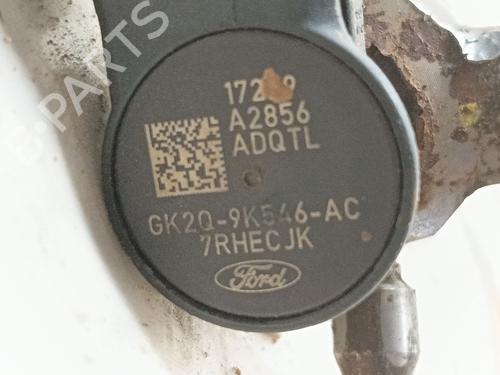 E-PARTS
A2856
ADQTL
GK2Q-9K546-AC
7RHECJK
Ford